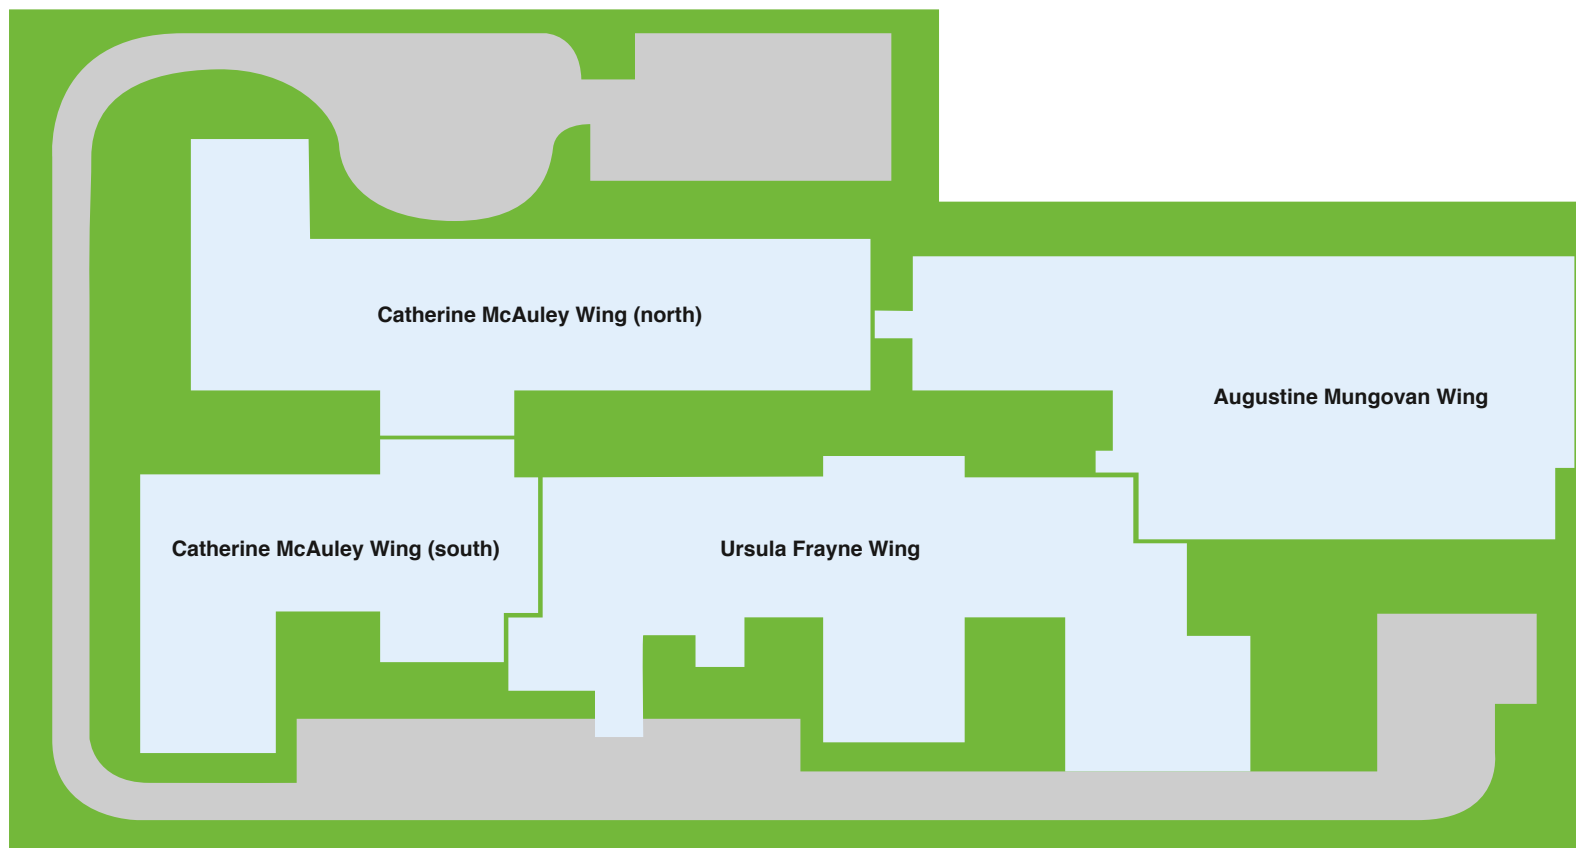 Catherine McAuley Wing (north)
Augustine Mungovan Wing
Catherine McAuley Wing (south)
Ursula Frayne Wing